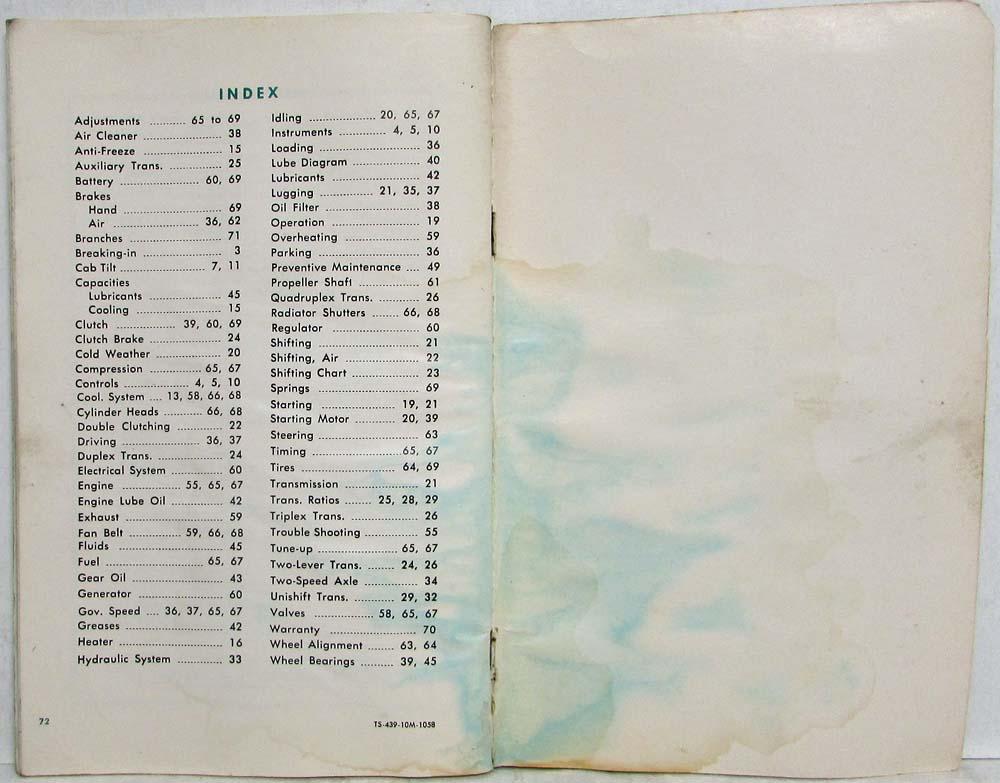 INDEX
Adjustments .......... 65 to 69
Air Cleaner ...................... 38
Anti-Freeze ...................... 15
Auxiliary Trans. .............. 25
Battery ...................... 60, 69
Brakes
Hand ............................ 69
Air ........................ 36, 62
Branches .......................... 71
Breaking-in ...................... 3
Cab Tilt ........................ 7, 11
Capacities
Lubricants .................... 45
Cooling ........................ 15
Clutch ................ 39, 60, 69
Clutch Brake .................... 24
Cold Weather .................. 20
Compression .............. 65, 67
Controls .................. 4, 5, 10
Cool. System .... 13, 58, 66, 68
Cylinder Heads .......... 66, 68
Double Clutching ............ 22
Driving ...................... 36, 37
Duplex Trans. .................. 24
Electrical System .............. 60
Engine ................ 55, 65, 67
Engine Lube Oil .............. 42
Exhaust ............................ 59
Fan Belt .............. 59, 66, 68
Fluids .............................. 45
Fuel .......................... 65, 67
Gear Oil .......................... 43
Generator ........................ 60
Gov. Speed .... 36, 37, 65, 67
Greases ............................ 42
Heater .............................. 16
Hydraulic System ............ 33
Idling .................. 20, 65, 67
Instruments ............ 4, 5, 10
Loading ............................ 36
Lube Diagram .................. 40
Lubricants ........................ 42
Lugging .............. 21, 35, 37
Oil Filter .......................... 38
Operation ........................ 19
Overheating .................... 59
Parking ............................ 36
Preventive Maintenance .... 49
Propeller Shaft ................ 61
Quadruplex Trans. ............ 26
Radiator Shutters ........ 66, 68
Regulator ........................ 60
Shifting ............................ 21
Shifting, Air .................... 22
Shifting Chart .................. 23
Springs ............................ 69
Starting .................... 19, 21
Starting Motor ............ 20, 39
Steering ............................ 63
Timing ........................ 65, 67
Tires .......................... 64, 69
Transmission .................... 21
Trans. Ratios ........ 25, 28, 29
Triplex Trans. .................. 26
Trouble Shooting .............. 55
Tune-up ...................... 65, 67
Two-Lever Trans. ........ 24, 26
Two-Speed Axle .............. 34
Unishift Trans. ............ 29, 32
Valves .................. 58, 65, 67
Warranty ........................ 70
Wheel Alignment ........ 63, 64
Wheel Bearings .......... 39, 45
72
TS-439-10M-1058